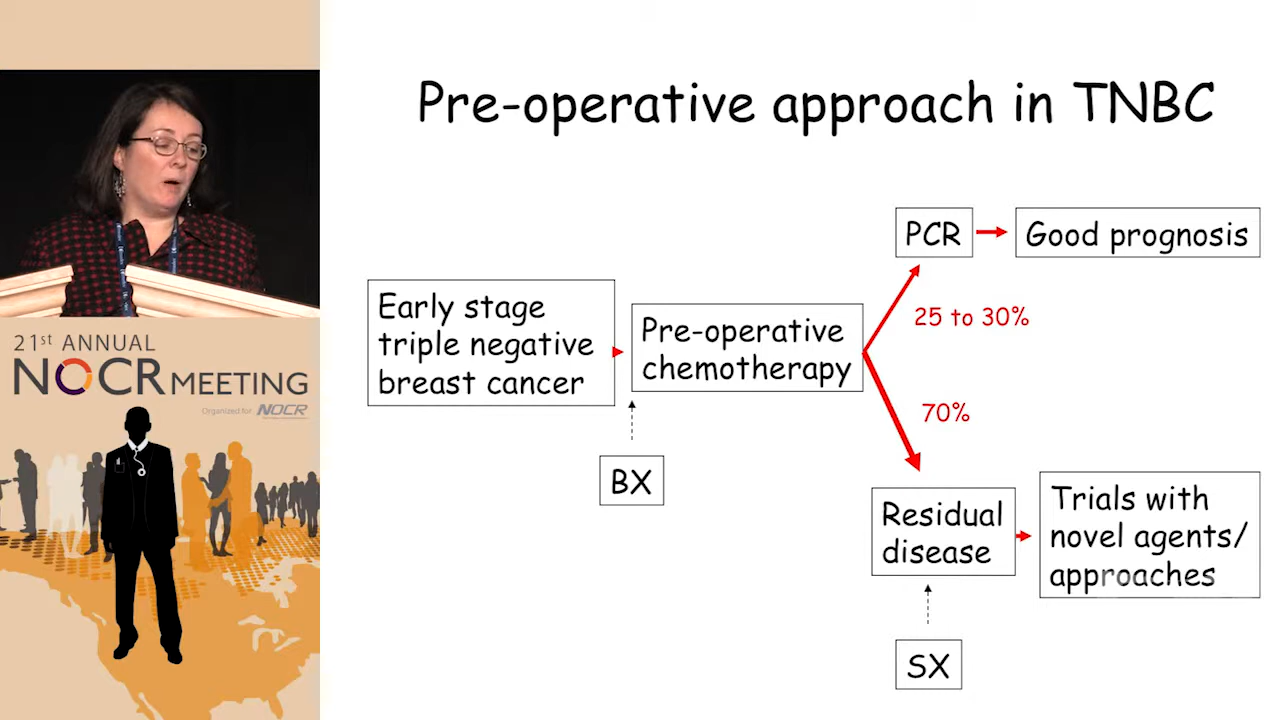 Pre-operative approach in TNBC
PCR
Good prognosis
25 to 30%
Early stage
triple negative
breast cancer
Pre-operative
chemotherapy
70%
BX
Residual
disease
Trials with
novel agents/
approaches
SX
21st ANNUAL
NOCR MEETING
Organized for NOCR